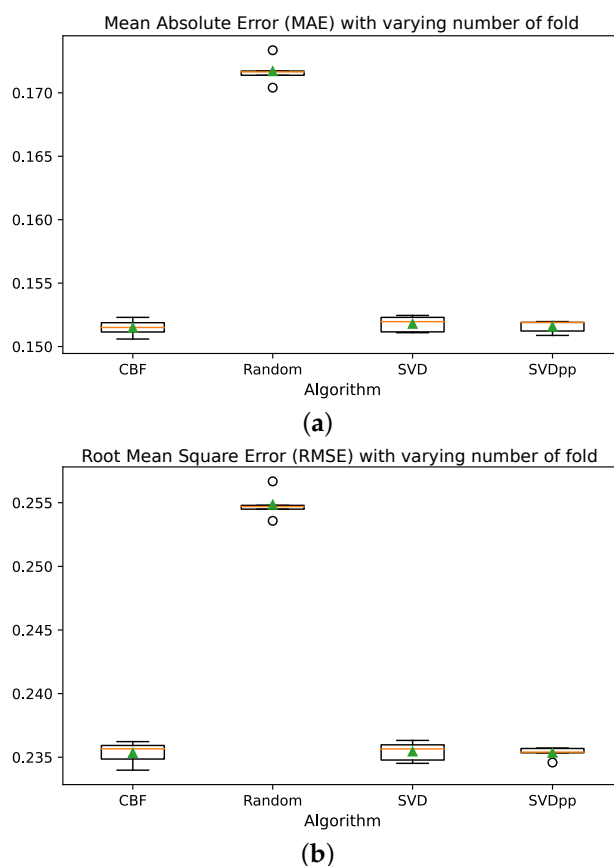 Mean Absolute Error (MAE) with varying number of fold
0.170
0.165
0.160
0.155
0.150
CBF Random SVD SVDpp
Algorithm
(a)
Root Mean Square Error (RMSE) with varying number of fold
0.255
0.250
0.245
0.240
0.235
CBF Random SVD SVDpp
Algorithm
(b)